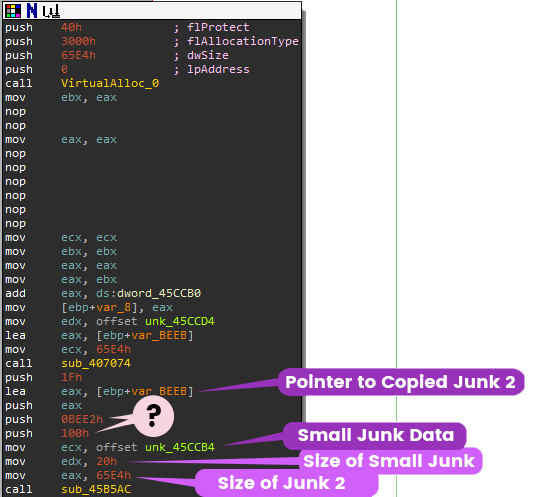 push 40h ; flProtect
push 3000h ; flAllocationType
push 65E4h ; dwSize
push 0 ; lpAddress
call VirtualAlloc_0
mov ebx, eax
nop
nop
mov eax, eax
nop
nop
nop
nop
nop
nop
mov ecx, ecx
mov ebx, ebx
mov eax, eax
mov eax, ebx
add eax, ds:dword_45CCB0
mov [ebp+var_8], eax
mov edx, offset unk_45CCD4
lea eax, [ebp+var_BEEB]
mov ecx, 65E4h
call sub_407074
push 1Fh
lea eax, [ebp+var_BEEB] Pointer to Copied Junk 2
push eax
push 0BEE2h ?
push 100h
mov ecx, offset unk_45CCB4 Small Junk Data
mov edx, 20h Size of Small Junk
mov eax, 65E4h Size of Junk 2
call sub_45B5AC